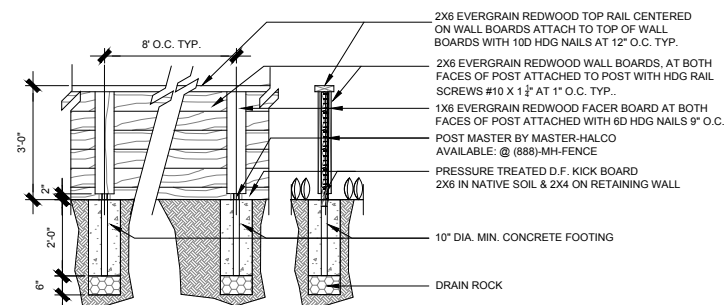 8' O.C. TYP.
3'-0"
2"
2'-0"
6"
2X6 EVERGRAIN REDWOOD TOP RAIL CENTERED
ON WALL BOARDS ATTACH TO TOP OF WALL
BOARDS WITH 10D HDG NAILS AT 12" O.C. TYP.
2X6 EVERGRAIN REDWOOD WALL BOARDS, AT BOTH
FACES OF POST ATTACHED TO POST WITH HDG RAIL
SCREWS #10 X 1 1/2" AT 1" O.C. TYP..
1X6 EVERGRAIN REDWOOD FACER BOARD AT BOTH
FACES OF POST ATTACHED WITH 6D HDG NAILS 9" O.C.
POST MASTER BY MASTER-HALCO
AVAILABLE: @ (888)-MH-FENCE
PRESSURE TREATED D.F. KICK BOARD
2X6 IN NATIVE SOIL & 2X4 ON RETAINING WALL
10" DIA. MIN. CONCRETE FOOTING
DRAIN ROCK